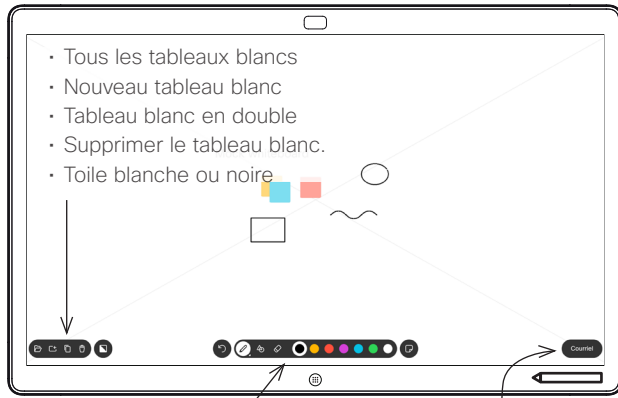 • Tous les tableaux blancs
• Nouveau tableau blanc
• Tableau blanc en double
• Supprimer le tableau blanc.
• Toile blanche ou noire
Courriel